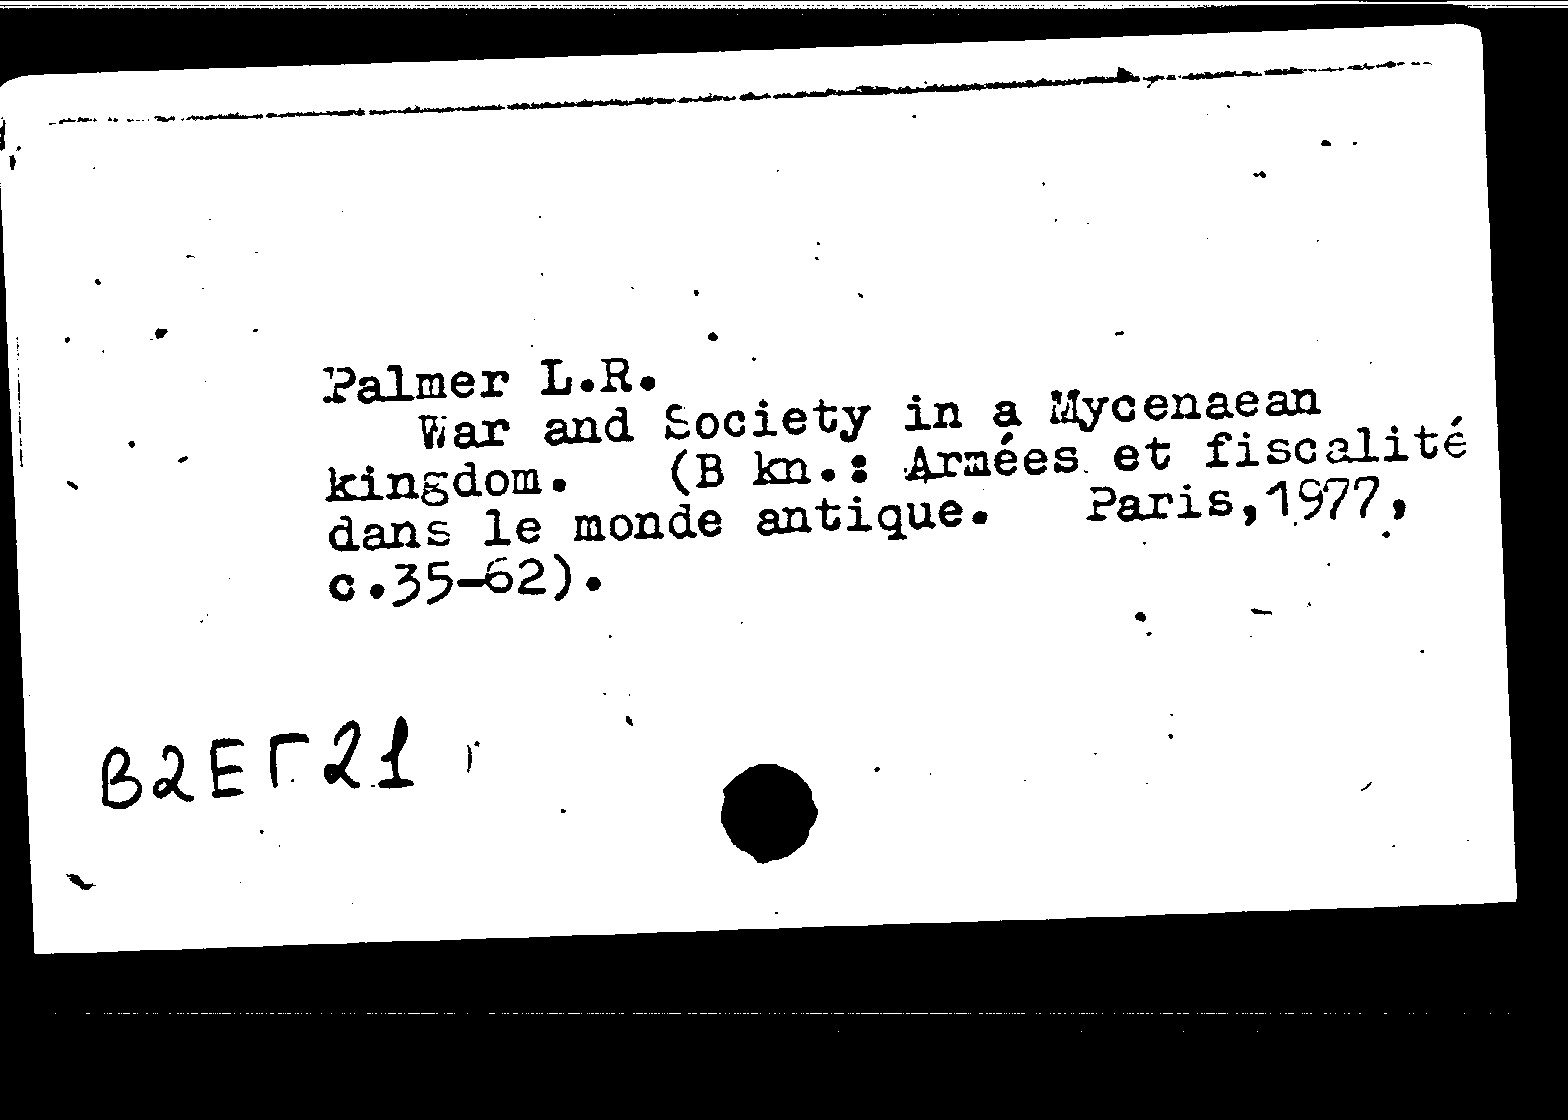 Palmer L.R.
War and Society in a Mycenaean
kingdom. (B kn.: Armées et fiscalité
dans le monde antique. Paris,1977,
c.35-62).
В2ЕГ21